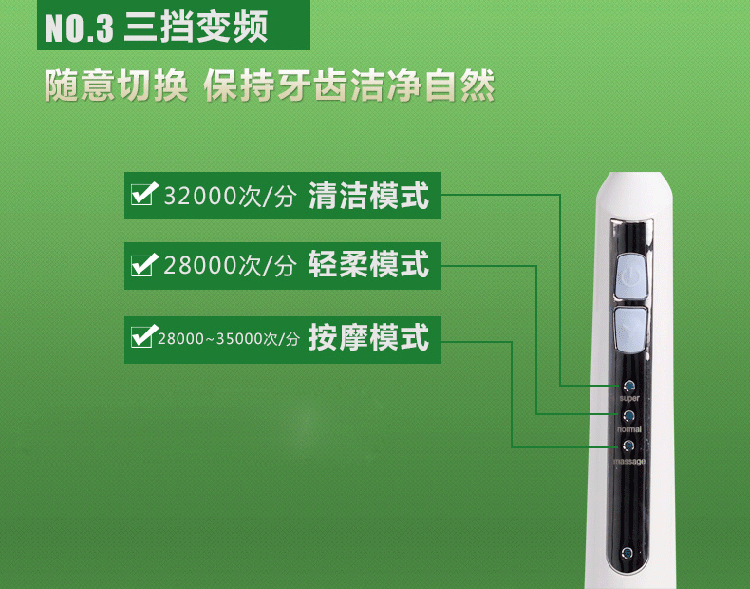 NO.3 三挡变频
随意切换 保持牙齿洁净自然
32000次/分 清洁模式
28000次/分 轻柔模式
28000~35000次/分 按摩模式
super
normal
massage